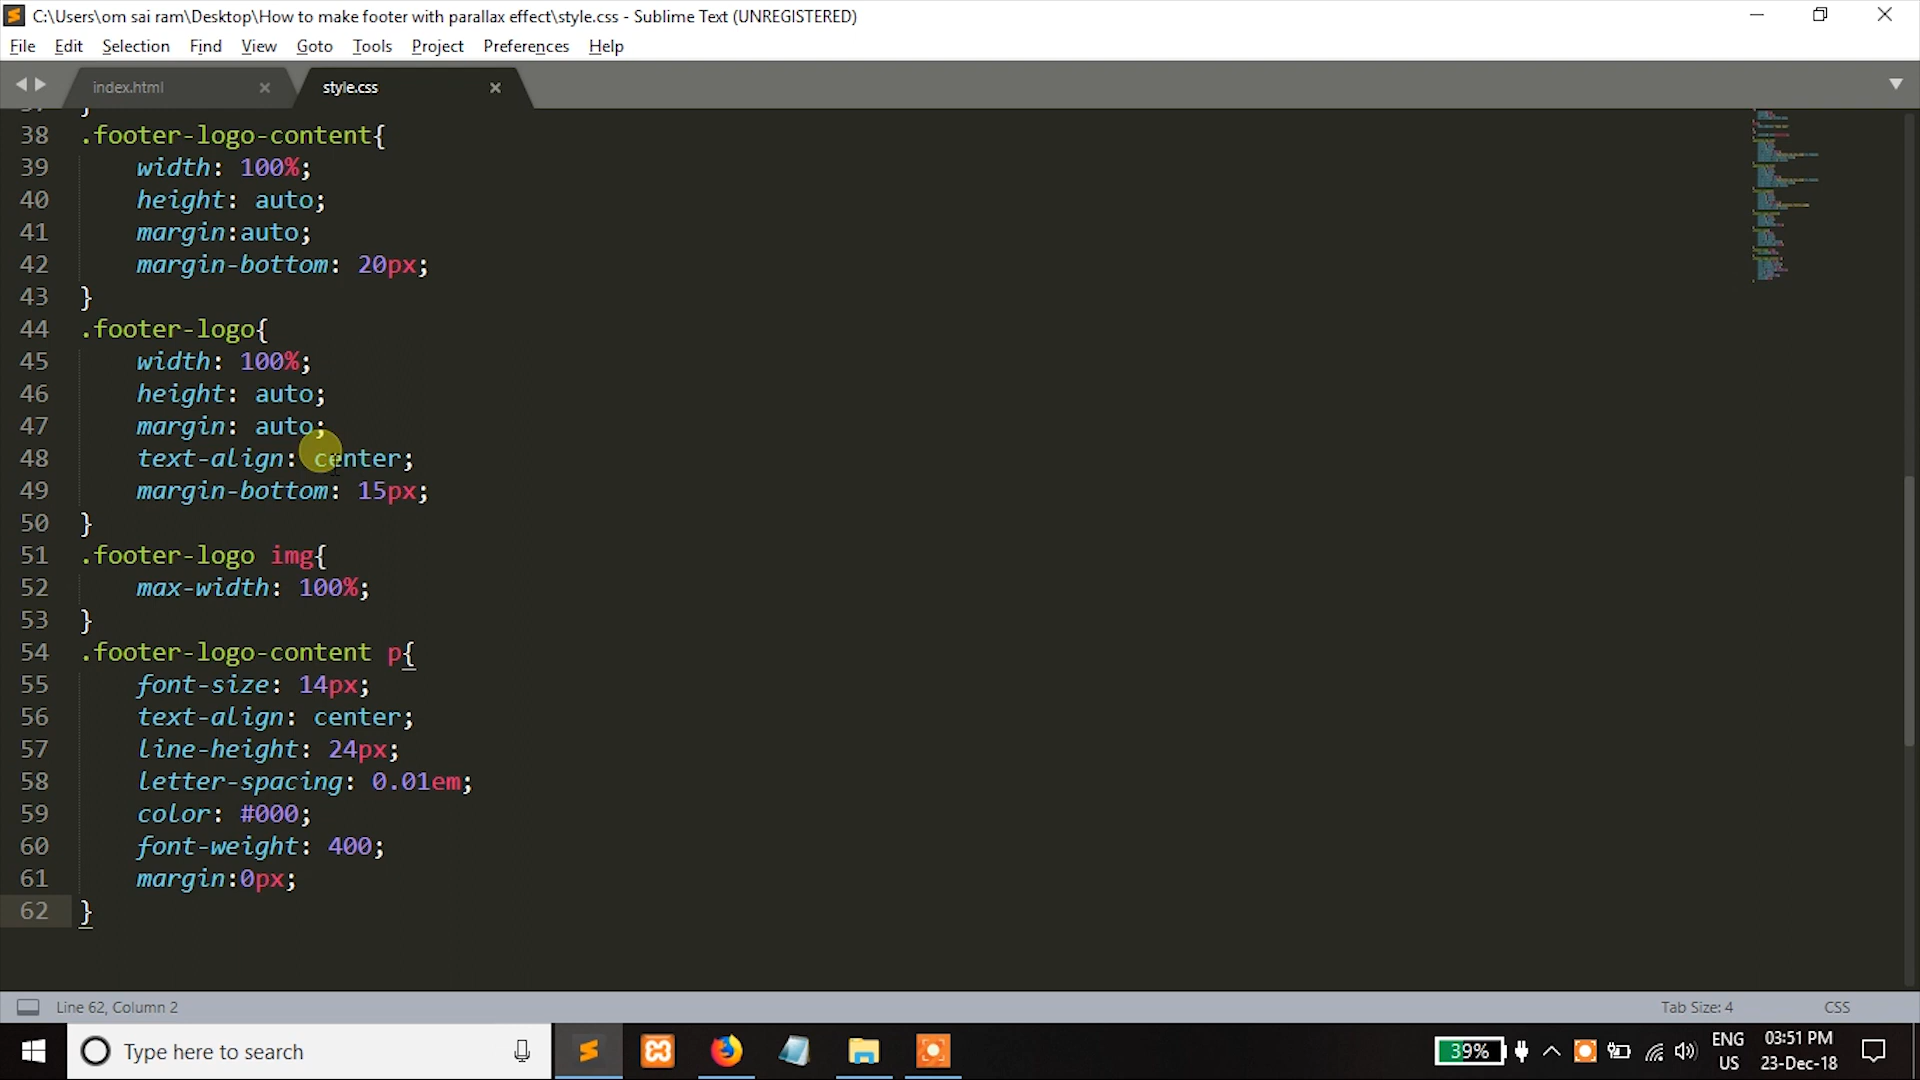 C:\Users\om sai ram\Desktop\How to make footer with parallax effect\style.css - Sublime Text (UNREGISTERED)
File Edit Selection Find View Goto Tools Project Preferences Help
index.html style.css
37 }
38 .footer-logo-content{
39 width: 100%;
40 height: auto;
41 margin:auto;
42 margin-bottom: 20px;
43 }
44 .footer-logo{
45 width: 100%;
46 height: auto;
47 margin: auto;
48 text-align: center;
49 margin-bottom: 15px;
50 }
51 .footer-logo img{
52 max-width: 100%;
53 }
54 .footer-logo-content p{
55 font-size: 14px;
56 text-align: center;
57 line-height: 24px;
58 letter-spacing: 0.01em;
59 color: #000;
60 font-weight: 400;
61 margin:0px;
62 }
Line 62, Column 2 Tab Size: 4 CSS
Type here to search 39% ENG US 03:51 PM 23-Dec-18